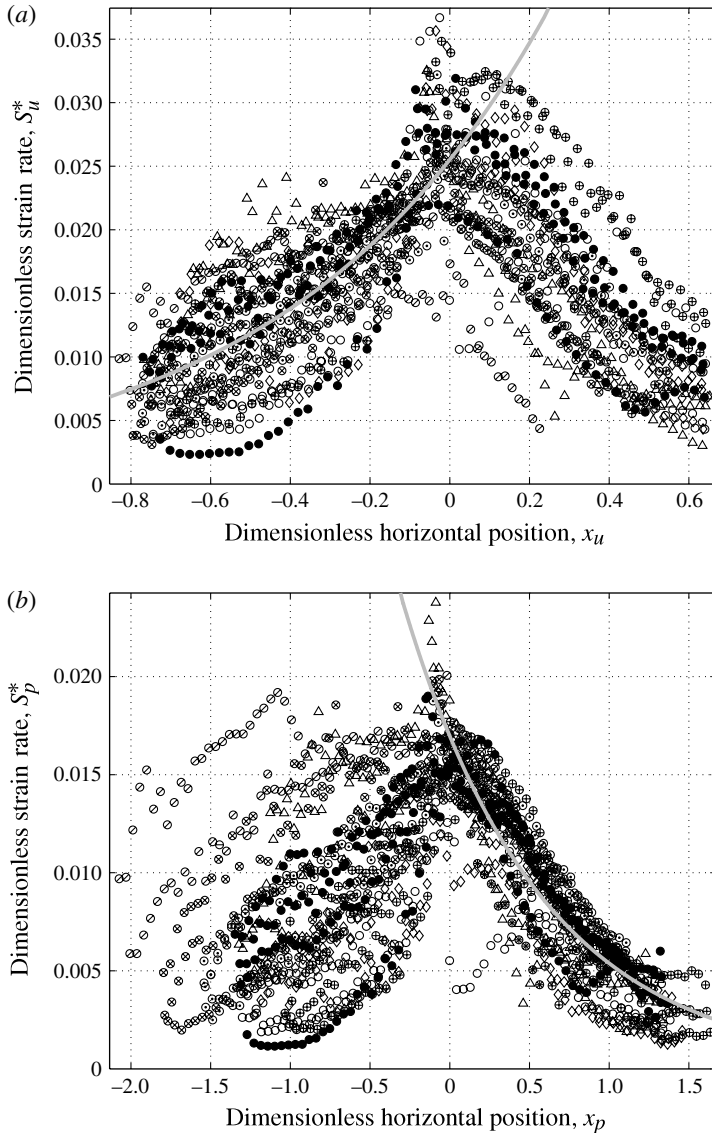 (a)
0.035
0.030
0.025
0.020
0.015
0.010
0.005
0
Dimensionless strain rate, S*u
–0.8 –0.6 –0.4 –0.2 0 0.2 0.4 0.6
Dimensionless horizontal position, xu
(b)
0.020
0.015
0.010
0.005
0
Dimensionless strain rate, S*p
–2.0 –1.5 –1.0 –0.5 0 0.5 1.0 1.5
Dimensionless horizontal position, xp